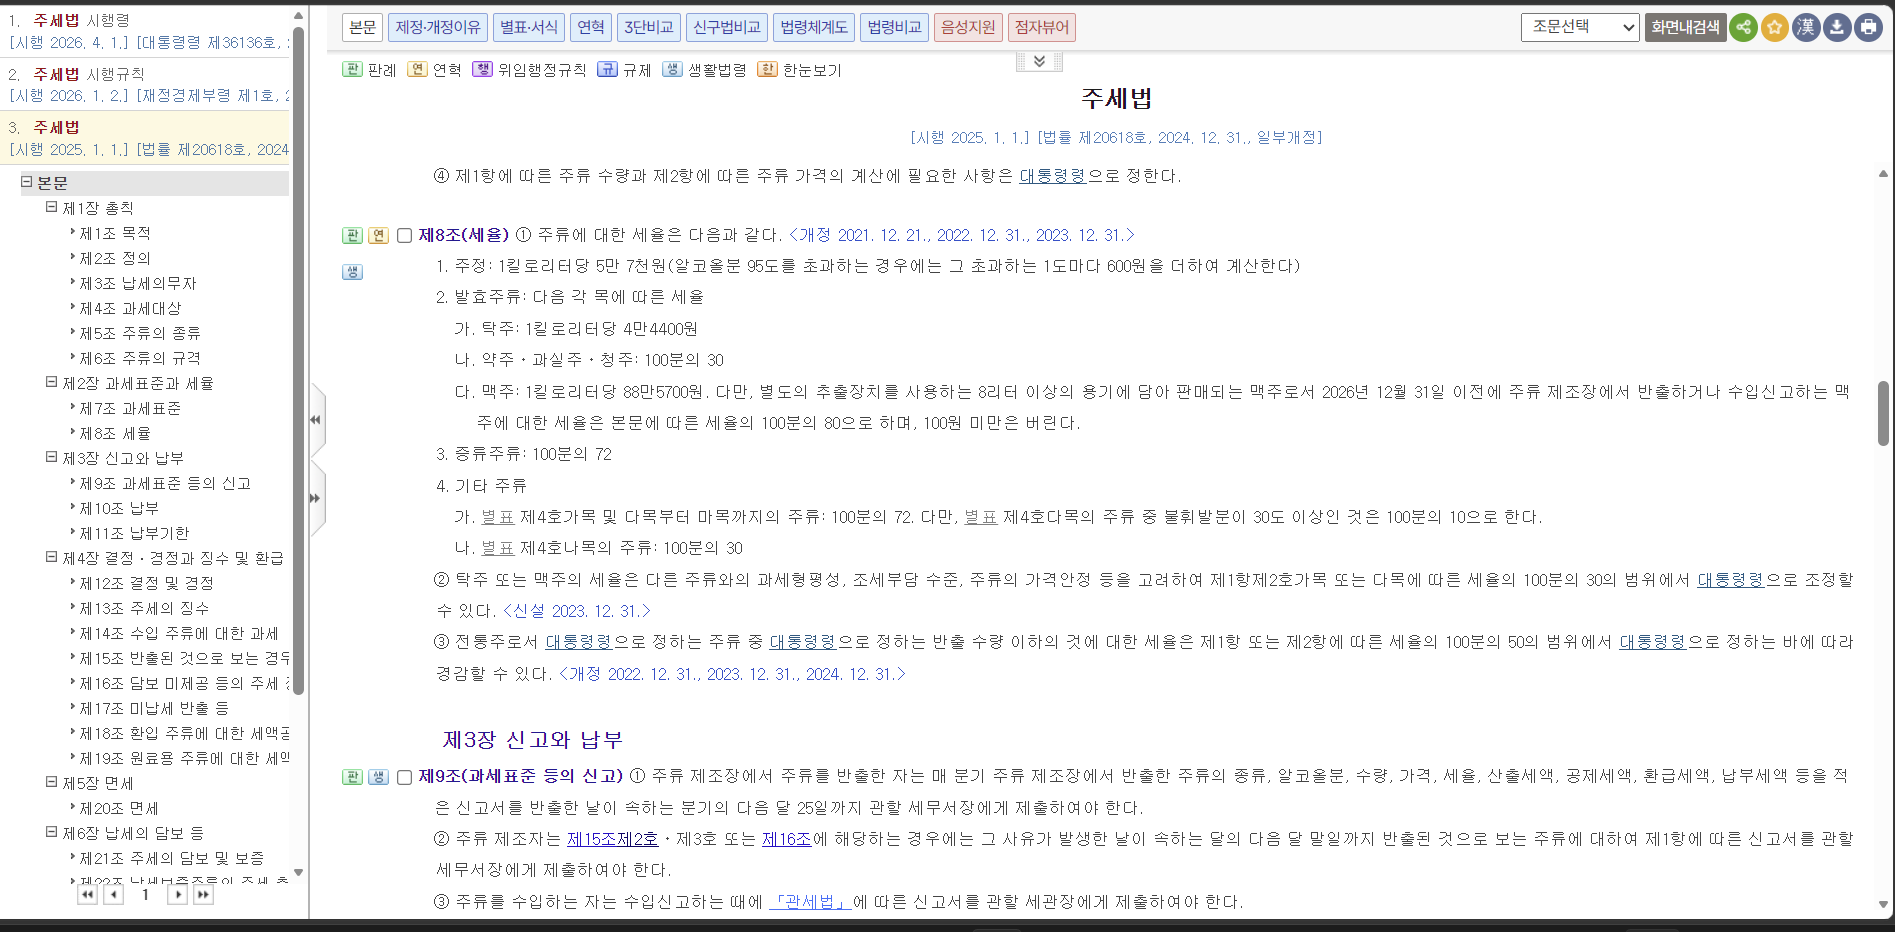 1. 주세법 시행령
[시행 2026. 4. 1.] [대통령령 제36136호,
2. 주세법 시행규칙
[시행 2026. 1. 2.] [재정경제부령 제1호, 2
3. 주세법
[시행 2025. 1. 1.] [법률 제20618호, 2024
본문
제1장 총칙
제1조 목적
제2조 정의
제3조 납세의무자
제4조 과세대상
제5조 주류의 종류
제6조 주류의 규격
제2장 과세표준과 세율
제7조 과세표준
제8조 세율
제3장 신고와 납부
제9조 과세표준 등의 신고
제10조 납부
제11조 납부기한
제4장 결정ㆍ경정과 징수 및 환급
제12조 결정 및 경정
제13조 주세의 징수
제14조 수입 주류에 대한 과세
제15조 반출된 것으로 보는 경우
제16조 담보 미제공 등의 주세 징
제17조 미납세 반출 등
제18조 환입 주류에 대한 세액공
제19조 원료용 주류에 대한 세액
제5장 면세
제20조 면세
제6장 납세의 담보 등
제21조 주세의 담보 및 보증
제22조 납세보증주류의 주세 충
1
본문 제정·개정이유 별표·서식 연혁 3단비교 신구법비교 법령체계도 법령비교 음성지원 점자뷰어 조문선택 화면내검색 漢
판 판례 연 연혁 행 위임행정규칙 규 규제 생 생활법령 한 한눈보기
주세법
[시행 2025. 1. 1.] [법률 제20618호, 2024. 12. 31., 일부개정]
④ 제1항에 따른 주류 수량과 제2항에 따른 주류 가격의 계산에 필요한 사항은 대통령령으로 정한다.
판 연 제8조(세율) ① 주류에 대한 세율은 다음과 같다. <개정 2021. 12. 21., 2022. 12. 31., 2023. 12. 31.>
생 1. 주정: 1킬로리터당 5만 7천원(알코올분 95도를 초과하는 경우에는 그 초과하는 1도마다 600원을 더하여 계산한다)
2. 발효주류: 다음 각 목에 따른 세율
가. 탁주: 1킬로리터당 4만4400원
나. 약주ㆍ과실주ㆍ청주: 100분의 30
다. 맥주: 1킬로리터당 88만5700원. 다만, 별도의 추출장치를 사용하는 8리터 이상의 용기에 담아 판매되는 맥주로서 2026년 12월 31일 이전에 주류 제조장에서 반출하거나 수입신고하는 맥
주에 대한 세율은 본문에 따른 세율의 100분의 80으로 하며, 100원 미만은 버린다.
3. 증류주류: 100분의 72
4. 기타 주류
가. 별표 제4호가목 및 다목부터 마목까지의 주류: 100분의 72. 다만, 별표 제4호다목의 주류 중 불휘발분이 30도 이상인 것은 100분의 10으로 한다.
나. 별표 제4호나목의 주류: 100분의 30
② 탁주 또는 맥주의 세율은 다른 주류와의 과세형평성, 조세부담 수준, 주류의 가격안정 등을 고려하여 제1항제2호가목 또는 다목에 따른 세율의 100분의 30의 범위에서 대통령령으로 조정할
수 있다. <신설 2023. 12. 31.>
③ 전통주로서 대통령령으로 정하는 주류 중 대통령령으로 정하는 반출 수량 이하의 것에 대한 세율은 제1항 또는 제2항에 따른 세율의 100분의 50의 범위에서 대통령령으로 정하는 바에 따라
경감할 수 있다. <개정 2022. 12. 31., 2023. 12. 31., 2024. 12. 31.>
제3장 신고와 납부
판 생 제9조(과세표준 등의 신고) ① 주류 제조장에서 주류를 반출한 자는 매 분기 주류 제조장에서 반출한 주류의 종류, 알코올분, 수량, 가격, 세율, 산출세액, 공제세액, 환급세액, 납부세액 등을 적
은 신고서를 반출한 날이 속하는 분기의 다음 달 25일까지 관할 세무서장에게 제출하여야 한다.
② 주류 제조자는 제15조제2호ㆍ제3호 또는 제16조에 해당하는 경우에는 그 사유가 발생한 날이 속하는 달의 다음 달 말일까지 반출된 것으로 보는 주류에 대하여 제1항에 따른 신고서를 관할
세무서장에게 제출하여야 한다.
③ 주류를 수입하는 자는 수입신고하는 때에 「관세법」에 따른 신고서를 관할 세관장에게 제출하여야 한다.